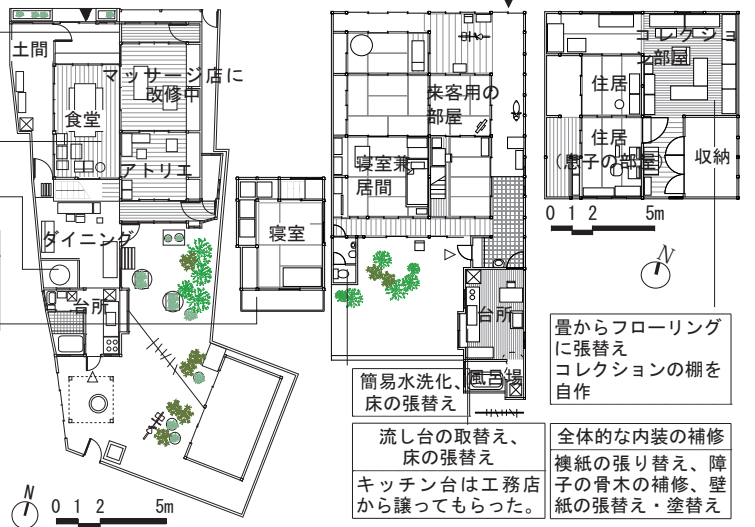 土間
マッサージ店に
改修中
食堂
アトリエ
ダイニング
台所
寝室
N
0 1 2 5m
来客用の
部屋
寝室兼
居間
台所
風呂場
コレクショ
ン部屋
住居
住居
(息子の部屋)
収納
0 1 2 5m
N
簡易水洗化、
床の張替え
流し台の取替え、
床の張替え
キッチン台は工務店
から譲ってもらった。
畳からフローリング
に張替え
コレクションの棚を
自作
全体的な内装の補修
襖紙の張り替え、障
子の骨木の補修、壁
紙の張替え・塗替え